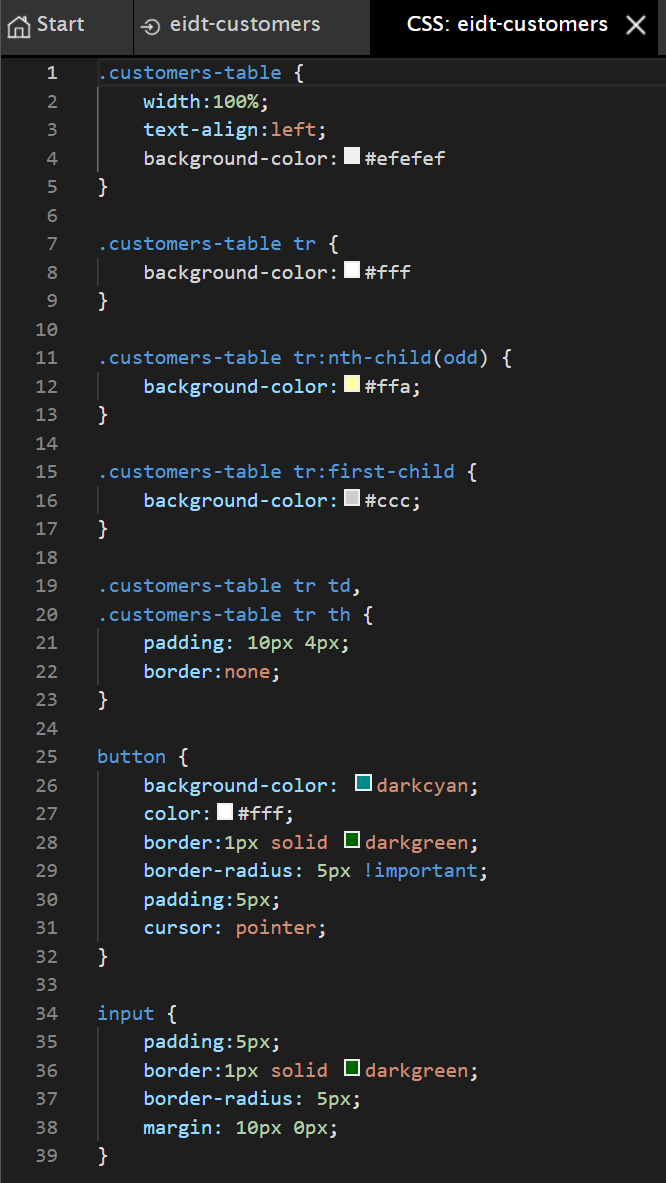 Start eidt-customers CSS: eidt-customers
1 .customers-table {
2     width:100%;
3     text-align:left;
4     background-color: #efefef
5 }
6
7 .customers-table tr {
8     background-color: #fff
9 }
10
11 .customers-table tr:nth-child(odd) {
12     background-color: #ffa;
13 }
14
15 .customers-table tr:first-child {
16     background-color: #ccc;
17 }
18
19 .customers-table tr td,
20 .customers-table tr th {
21     padding: 10px 4px;
22     border:none;
23 }
24
25 button {
26     background-color: darkcyan;
27     color: #fff;
28     border:1px solid darkgreen;
29     border-radius: 5px !important;
30     padding:5px;
31     cursor: pointer;
32 }
33
34 input {
35     padding:5px;
36     border:1px solid darkgreen;
37     border-radius: 5px;
38     margin: 10px 0px;
39 }